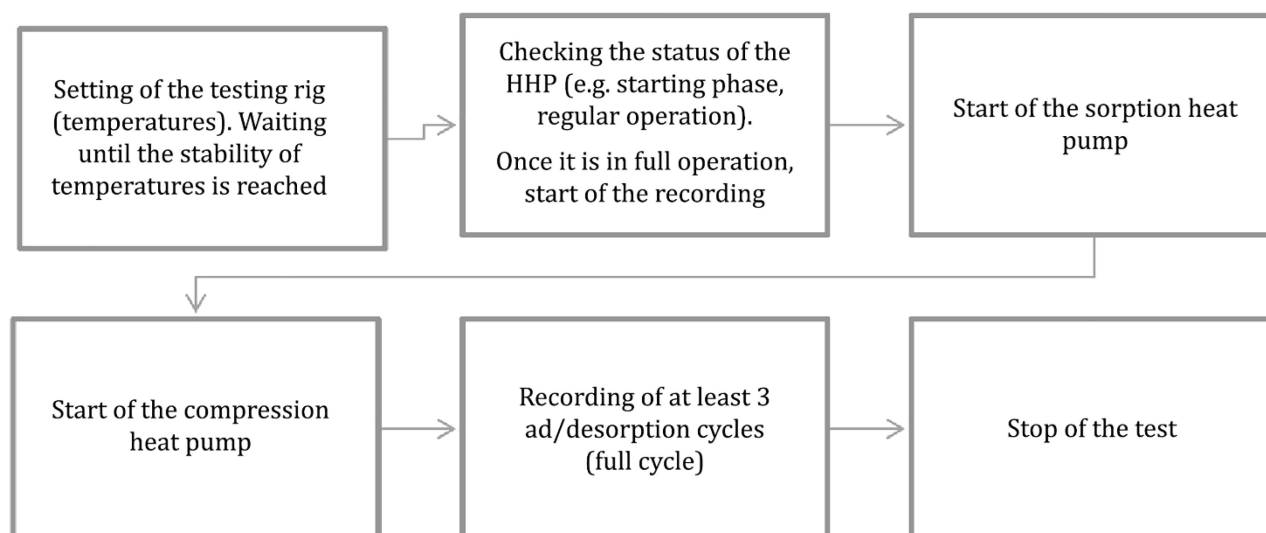 Setting of the testing rig
(temperatures). Waiting
until the stability of
temperatures is reached
Checking the status of the
HHP (e.g. starting phase,
regular operation).
Once it is in full operation,
start of the recording
Start of the sorption heat
pump
Start of the compression
heat pump
Recording of at least 3
ad/desorption cycles
(full cycle)
Stop of the test